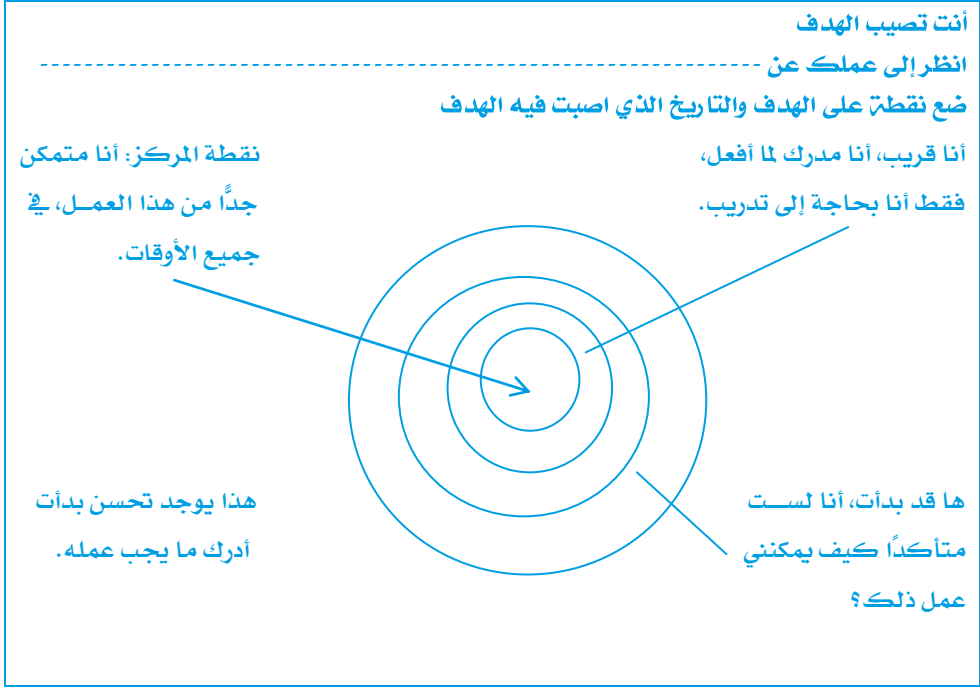 أنت تصيب الهدف
انظر إلى عملك عن ----------------------------------------------------------------
ضع نقطة على الهدف والتاريخ الذي اصبت فيه الهدف
أنا قريب، أنا مدرك لما أفعل،
فقط أنا بحاجة إلى تدريب.
نقطة المركز: أنا متمكن
جدًّا من هذا العمـل، في
جميع الأوقات.
ها قد بدأت، أنا لسـت
متأكدًا كيف يمكنني
عمل ذلك؟
هذا يوجد تحسن بدأت
أدرك ما يجب عمله.